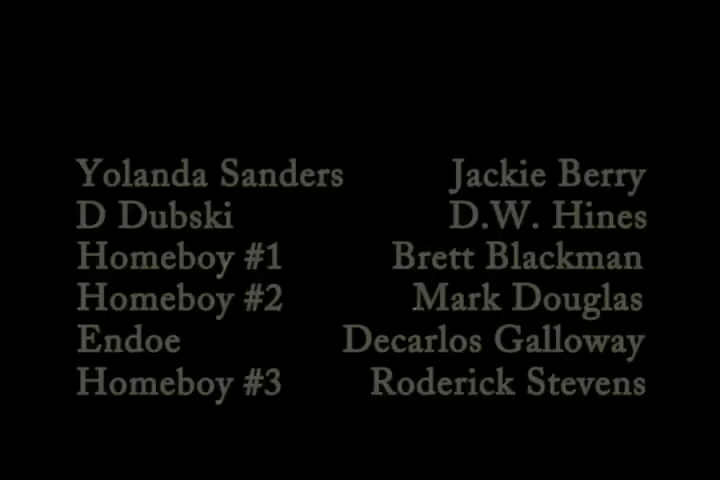 Yolanda Sanders Jackie Berry
D Dubski D.W. Hines
Homeboy #1 Brett Blackman
Homeboy #2 Mark Douglas
Endoe Decarlos Galloway
Homeboy #3 Roderick Stevens